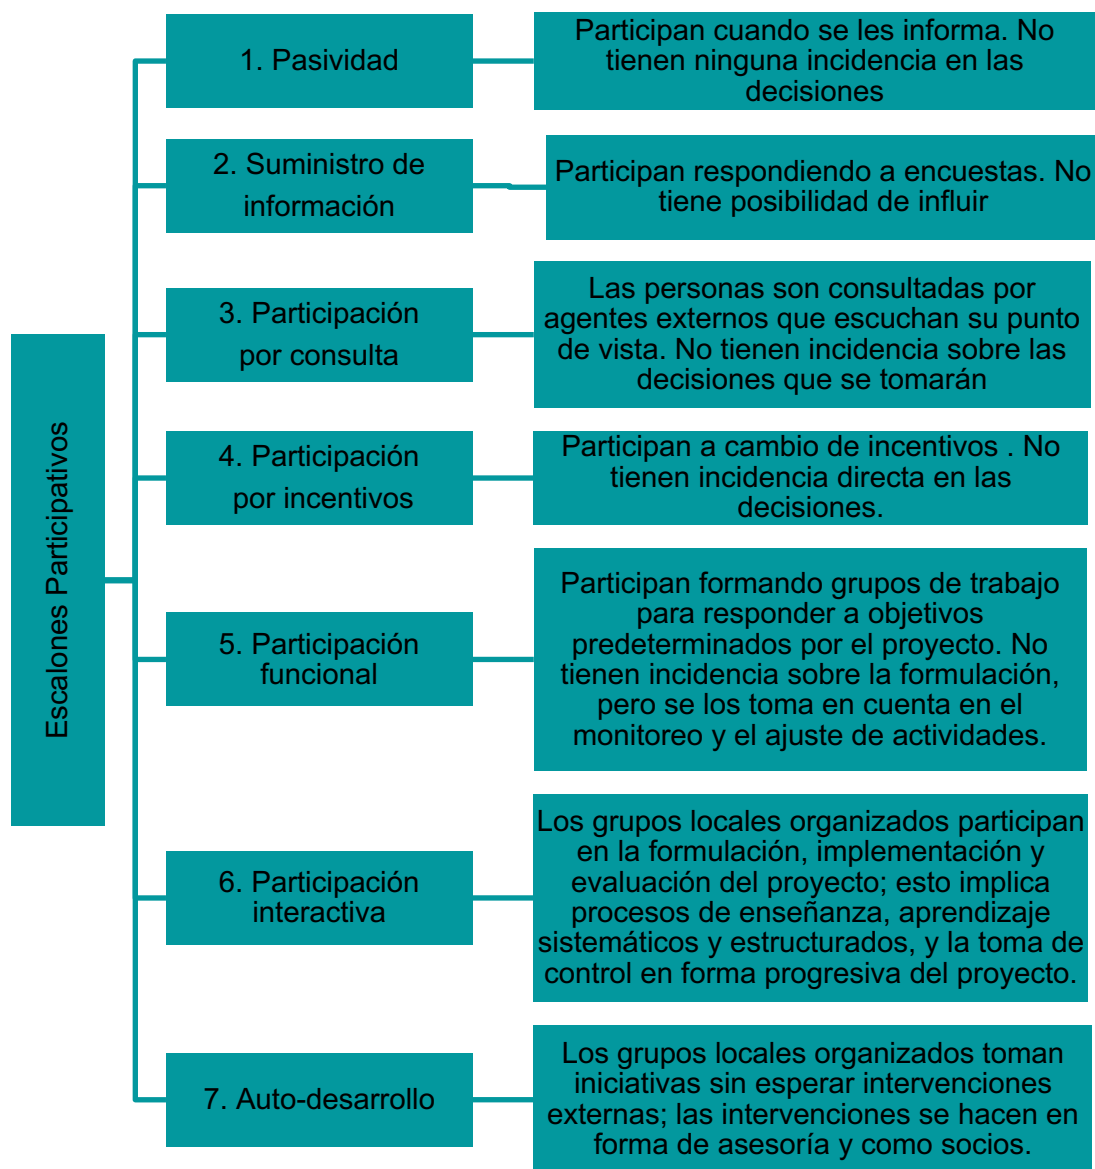 Escalones Participativos
1. Pasividad
Participan cuando se les informa. No
tienen ninguna incidencia en las
decisiones
2. Suministro de
información
Participan respondiendo a encuestas. No
tiene posibilidad de influir
3. Participación
por consulta
Las personas son consultadas por
agentes externos que escuchan su punto
de vista. No tienen incidencia sobre las
decisiones que se tomarán
4. Participación
por incentivos
Participan a cambio de incentivos . No
tienen incidencia directa en las
decisiones.
5. Participación
funcional
Participan formando grupos de trabajo
para responder a objetivos
predeterminados por el proyecto. No
tienen incidencia sobre la formulación,
pero se los toma en cuenta en el
monitoreo y el ajuste de actividades.
6. Participación
interactiva
Los grupos locales organizados participan
en la formulación, implementación y
evaluación del proyecto; esto implica
procesos de enseñanza, aprendizaje
sistemáticos y estructurados, y la toma de
control en forma progresiva del proyecto.
7. Auto-desarrollo
Los grupos locales organizados toman
iniciativas sin esperar intervenciones
externas; las intervenciones se hacen en
forma de asesoría y como socios.